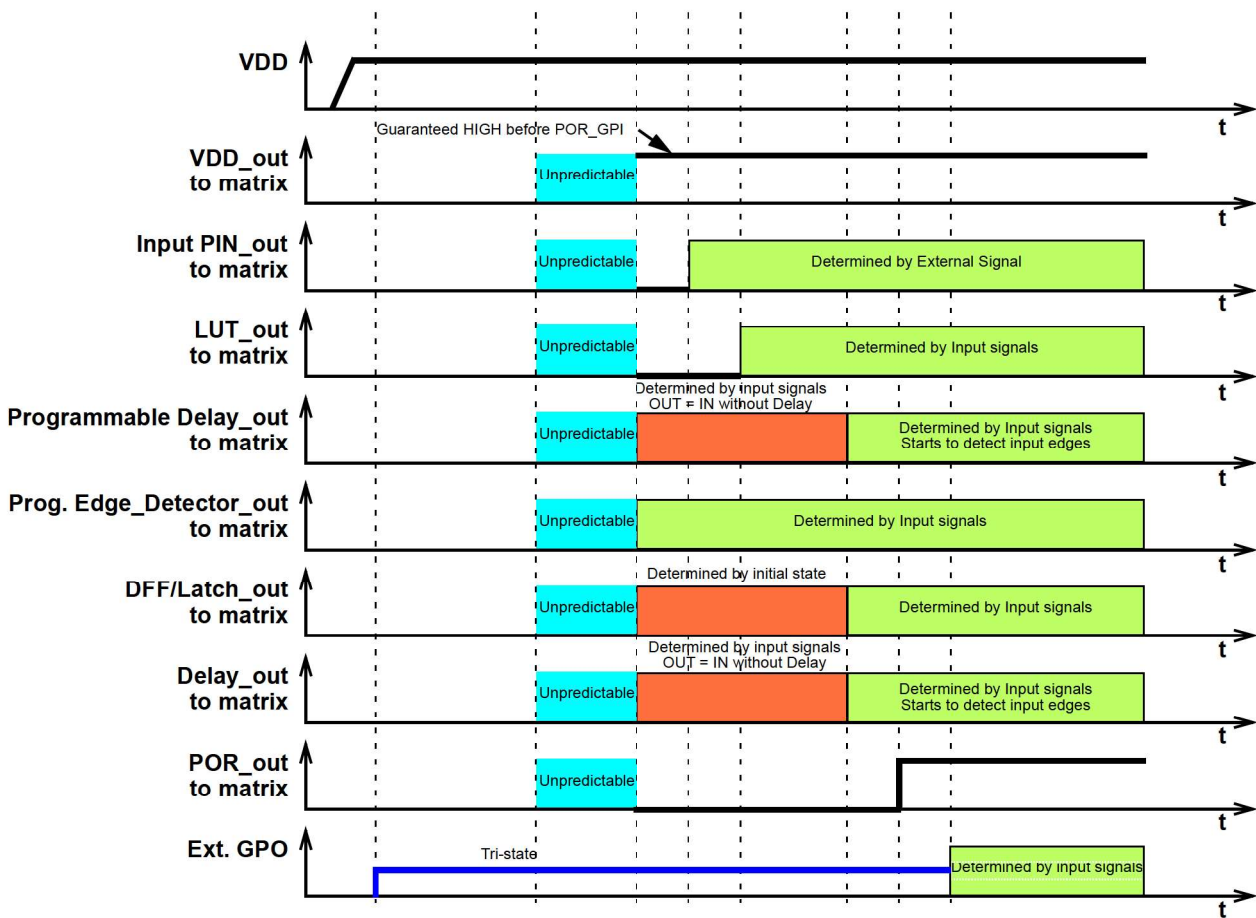 VDD
t
Guaranteed HIGH before POR_GPI
VDD_out
to matrix
Unpredictable
t
Input PIN_out
to matrix
Unpredictable
Determined by External Signal
t
LUT_out
to matrix
Unpredictable
Determined by Input signals
t
Determined by input signals
OUT = IN without Delay
Programmable Delay_out
to matrix
Unpredictable
Determined by Input signals
Starts to detect input edges
t
Prog. Edge_Detector_out
to matrix
Unpredictable
Determined by Input signals
t
Determined by initial state
DFF/Latch_out
to matrix
Unpredictable
Determined by Input signals
t
Determined by input signals
OUT = IN without Delay
Delay_out
to matrix
Unpredictable
Determined by Input signals
Starts to detect input edges
t
POR_out
to matrix
Unpredictable
t
Ext. GPO
Tri-state
Determined by input signals
t